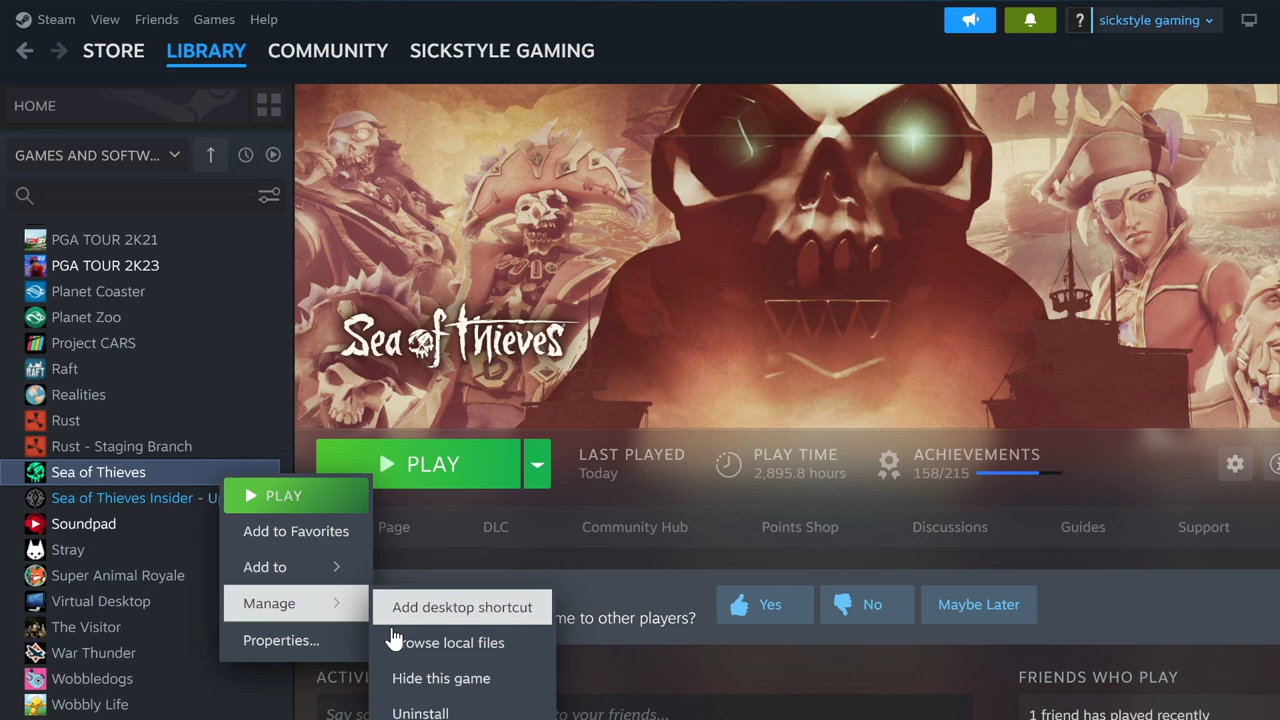 Steam View Friends Games Help
? sickstyle gaming
STORE LIBRARY COMMUNITY SICKSTYLE GAMING
HOME
GAMES AND SOFTW...
PGA TOUR 2K21
PGA TOUR 2K23
Planet Coaster
Planet Zoo
Project CARS
Raft
Realities
Rust
Rust - Staging Branch
Sea of Thieves
Sea of Thieves Insider - U
Soundpad
Stray
Super Animal Royale
Virtual Desktop
The Visitor
War Thunder
Wobbledogs
Wobbly Life
Sea of Thieves
PLAY
LAST PLAYED
Today
PLAY TIME
2,895.8 hours
ACHIEVEMENTS
158/215
Page DLC Community Hub Points Shop Discussions Guides Support
PLAY
Add to Favorites
Add to
Manage
Properties...
Add desktop shortcut
Browse local files
Hide this game
Uninstall
me to other players?
Yes
No
Maybe Later
ACTIVI
FRIENDS WHO PLAY
to your friends...
1 friend has played recently